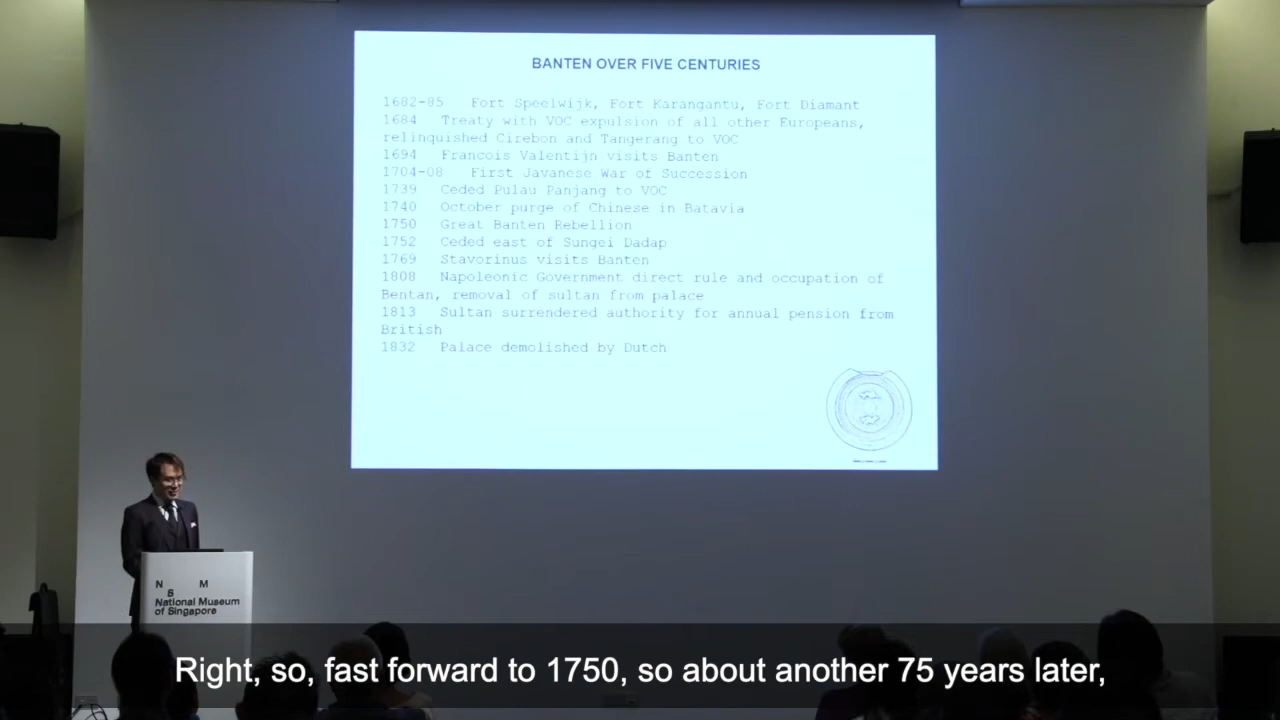 BANTEN OVER FIVE CENTURIES
1682-85 Fort Speelwijk, Fort Karangantu, Fort Diamant
1684 Treaty with VOC expulsion of all other Europeans,
relinquished Cirebon and Tangerang to VOC
1694 Francois Valentijn visits Banten
1704-08 First Javanese War of Succession
1739 Ceded Pulau Panjang to VOC
1740 October purge of Chinese in Batavia
1750 Great Banten Rebellion
1752 Ceded east of Sungei Dadap
1769 Stavorinus visits Banten
1808 Napoleonic Government direct rule and occupation of
Bentan, removal of sultan from palace
1813 Sultan surrendered authority for annual pension from
British
1832 Palace demolished by Dutch
N M
S
National Museum
of Singapore
Right, so, fast forward to 1750, so about another 75 years later,